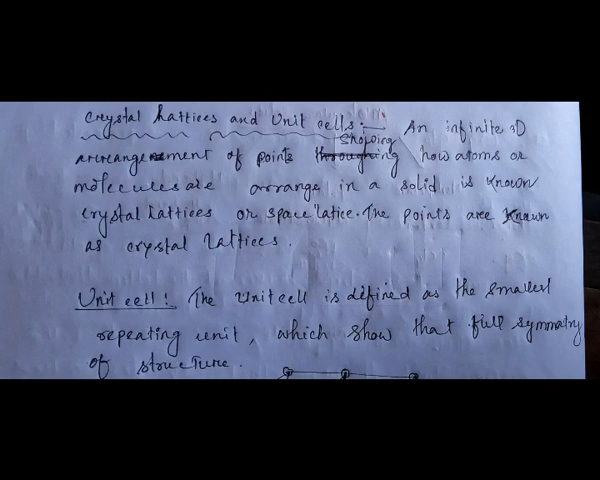 Crystal Lattices and Unit cells :- An infinite 3D
arrangement of points showing how atoms or
molecules are arrange in a solid is known
crystal lattices or space lattice. The points are known
as crystal lattices.
Unit cell :- The Unit cell is defined as the smallest
repeating unit, which show that full symmatry
of structure.